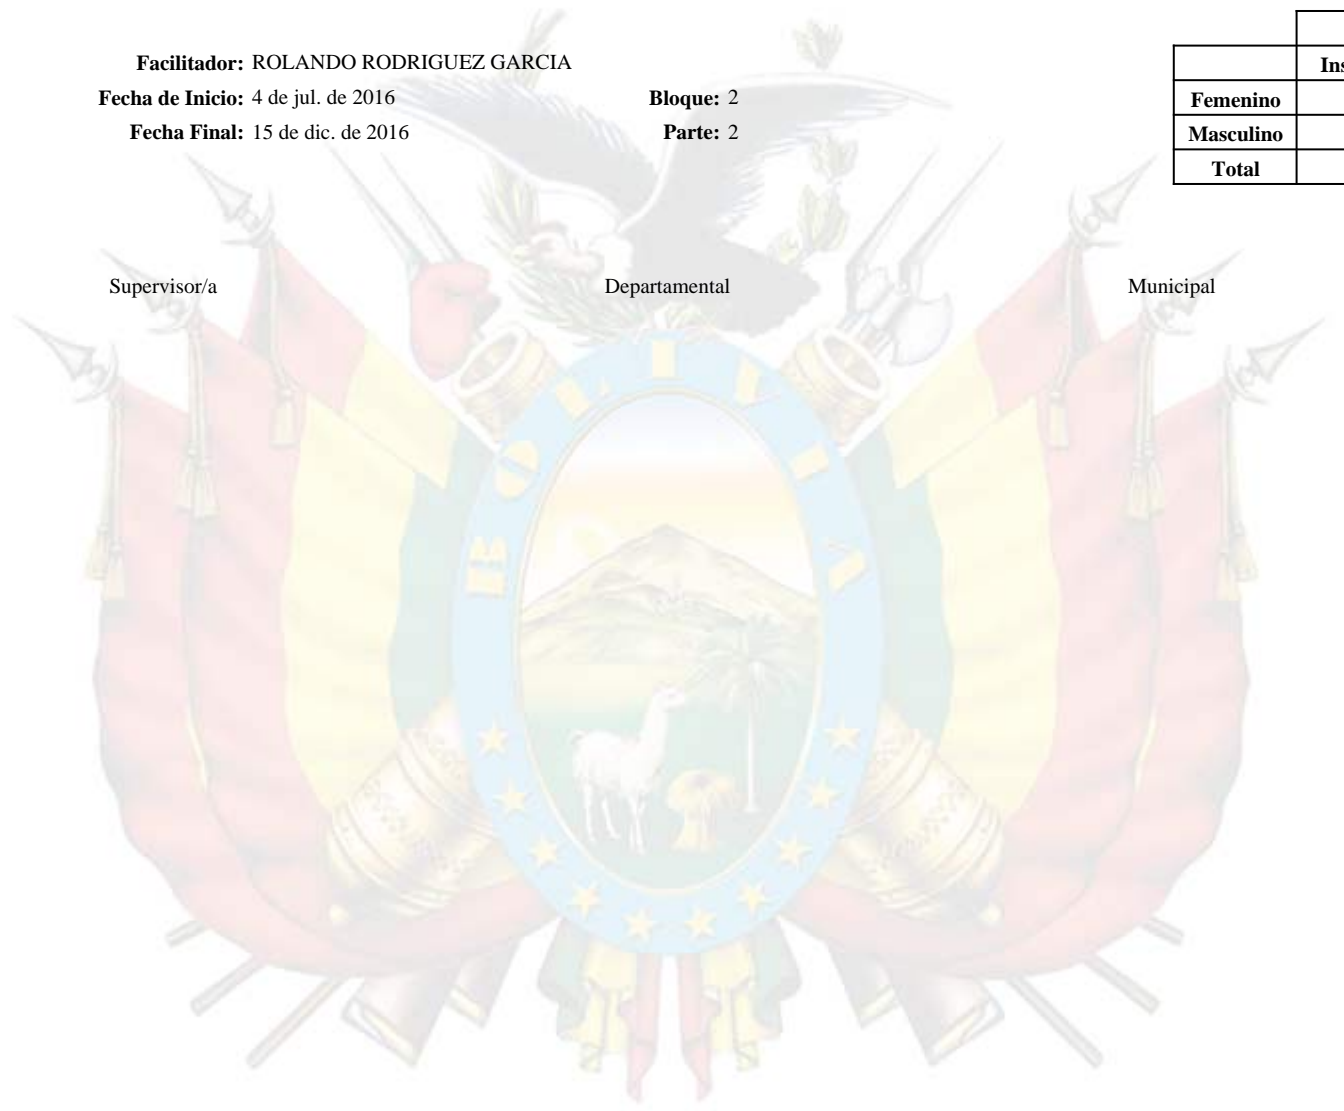 Facilitador: ROLANDO RODRIGUEZ GARCIA
Fecha de Inicio: 4 de jul. de 2016 Bloque: 2
Fecha Final: 15 de dic. de 2016 Parte: 2
Femenino
Masculino
Total
Supervisor/a Departamental Municipal
BOLIVIA